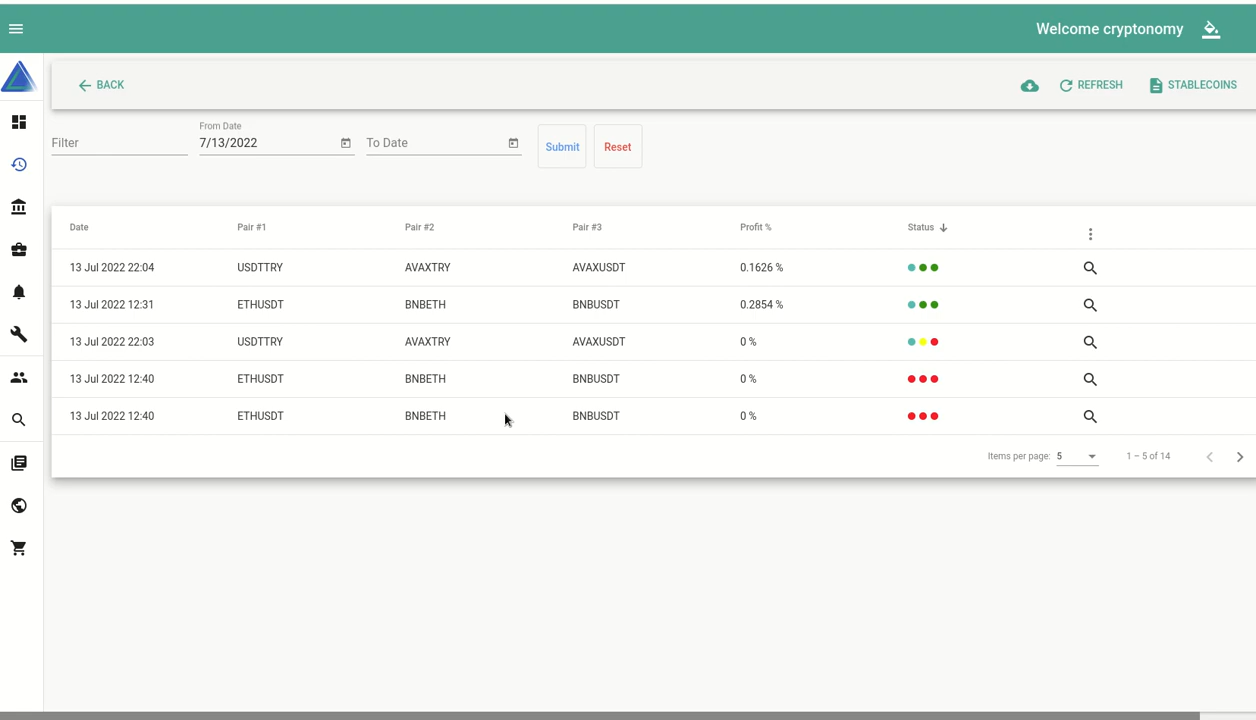 Welcome cryptonomy
BACK
REFRESH
STABLECOINS
Filter
From Date
7/13/2022
To Date
Submit
Reset
Date Pair #1 Pair #2 Pair #3 Profit % Status
13 Jul 2022 22:04 USDTTRY AVAXTRY AVAXUSDT 0.1626 %
13 Jul 2022 12:31 ETHUSDT BNBETH BNBUSDT 0.2854 %
13 Jul 2022 22:03 USDTTRY AVAXTRY AVAXUSDT 0 %
13 Jul 2022 12:40 ETHUSDT BNBETH BNBUSDT 0 %
13 Jul 2022 12:40 ETHUSDT BNBETH BNBUSDT 0 %
Items per page: 5 1 – 5 of 14